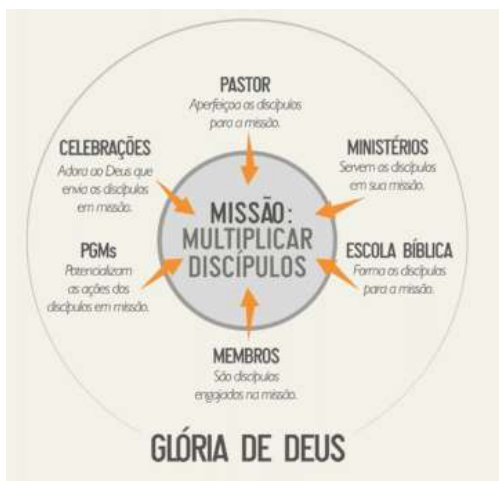 PASTOR
Aperfeiçoa os discípulos
para a missão.
CELEBRAÇÕES
Adora ao Deus que
envia os discípulos
em missão.
MINISTÉRIOS
Servem os discípulos
em sua missão.
MISSÃO:
MULTIPLICAR
DISCÍPULOS
PGMs
Potencializam
as ações dos
discípulos em missão.
ESCOLA BÍBLICA
Forma os discípulos
para a missão.
MEMBROS
São discípulos
engajados na missão.
GLÓRIA DE DEUS